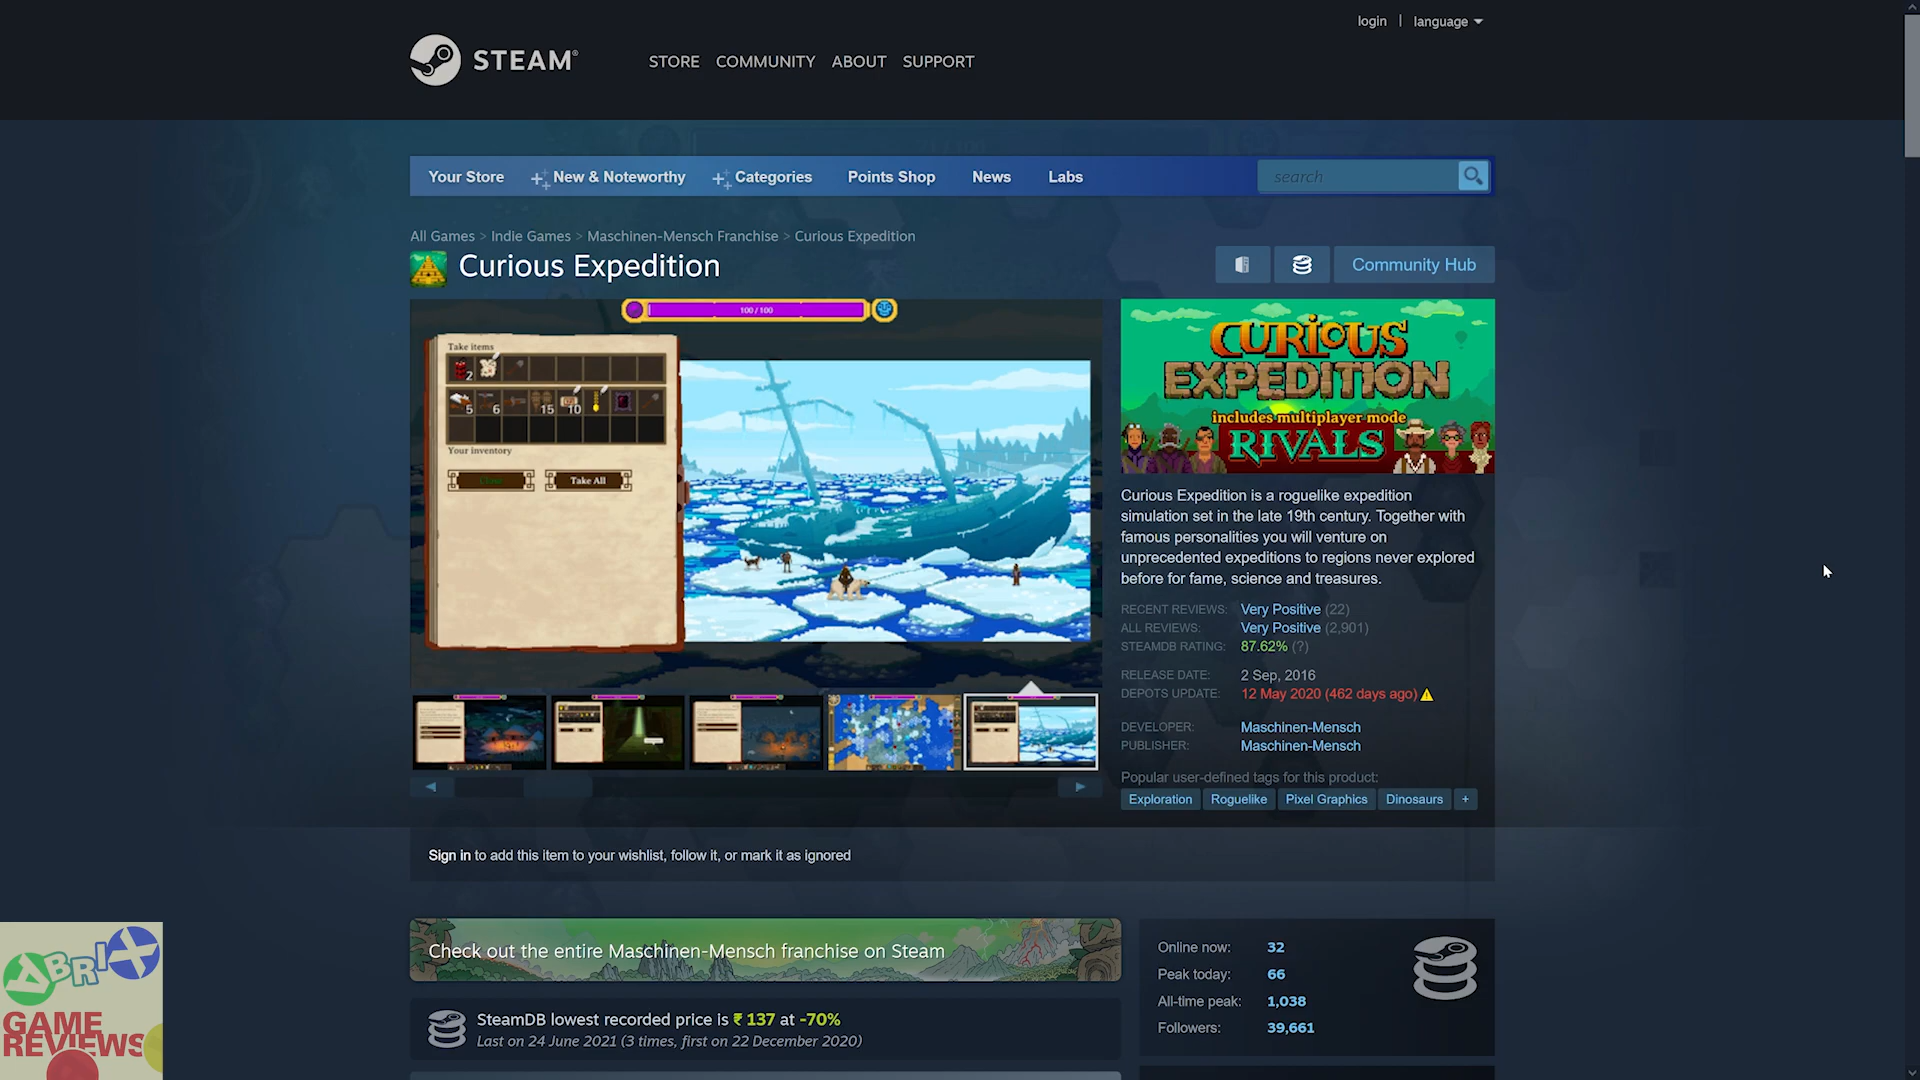 login | language
STEAM®
STORE COMMUNITY ABOUT SUPPORT
Your Store New & Noteworthy Categories Points Shop News Labs search
All Games > Indie Games > Maschinen-Mensch Franchise > Curious Expedition
Curious Expedition
Community Hub
100 / 100
Take items
2
5 6 15 10
Your inventory
Take All
CURIOUS
EXPEDITION
includes multiplayer mode
RIVALS
Curious Expedition is a roguelike expedition
simulation set in the late 19th century. Together with
famous personalities you will venture on
unprecedented expeditions to regions never explored
before for fame, science and treasures.
RECENT REVIEWS: Very Positive (22)
ALL REVIEWS: Very Positive (2,901)
STEAMDB RATING: 87.62% (?)
RELEASE DATE: 2 Sep, 2016
DEPOTS UPDATE: 12 May 2020 (462 days ago)
DEVELOPER: Maschinen-Mensch
PUBLISHER: Maschinen-Mensch
Popular user-defined tags for this product:
Exploration Roguelike Pixel Graphics Dinosaurs +
Sign in to add this item to your wishlist, follow it, or mark it as ignored
Check out the entire Maschinen-Mensch franchise on Steam
SteamDB lowest recorded price is ₹ 137 at -70%
Last on 24 June 2021 (3 times, first on 22 December 2020)
Online now: 32
Peak today: 66
All-time peak: 1,038
Followers: 39,661
ABRIX
GAME
REVIEWS